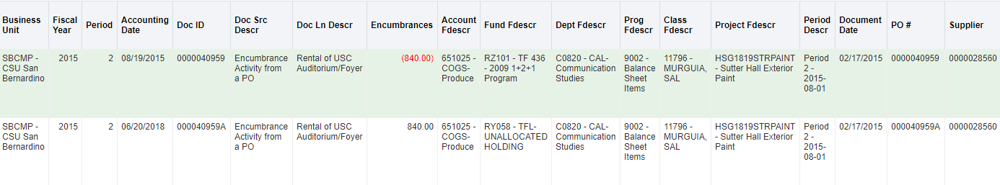 Business Unit Fiscal Year Period Accounting Date Doc ID Doc Src Descr Doc Ln Descr Encumbrances Account Fdescr Fund Fdescr Dept Fdescr Prog Fdescr Class Fdescr Project Fdescr Period Descr Document Date PO # Supplier
SBCMP - 2015 2 08/19/2015 0000040959 Encumbrance Rental of USC (840.00) 651025 - RZ101 - TF 436 C0820 - CAL- 9002 - 11796 - HSG1819STRPAINT Period 02/17/2015 0000040959 0000028560
CSU San Activity from Auditorium/Foyer COGS- - 2009 1+2+1 Communication Balance MURGUIA, - Sutter Hall Exterior 2 -
Bernardino a PO Produce Program Studies Sheet SAL Paint 2015-
Items 08-01
SBCMP - 2015 2 06/20/2018 000040959A Encumbrance Rental of USC 840.00 651025 - RY058 - TFL- C0820 - CAL- 9002 - 11796 - HSG1819STRPAINT Period 02/17/2015 000040959A 0000028560
CSU San Activity from Auditorium/Foyer COGS- UNALLOCATED Communication Balance MURGUIA, - Sutter Hall Exterior 2 -
Bernardino a PO Produce HOLDING Studies Sheet SAL Paint 2015-
Items 08-01